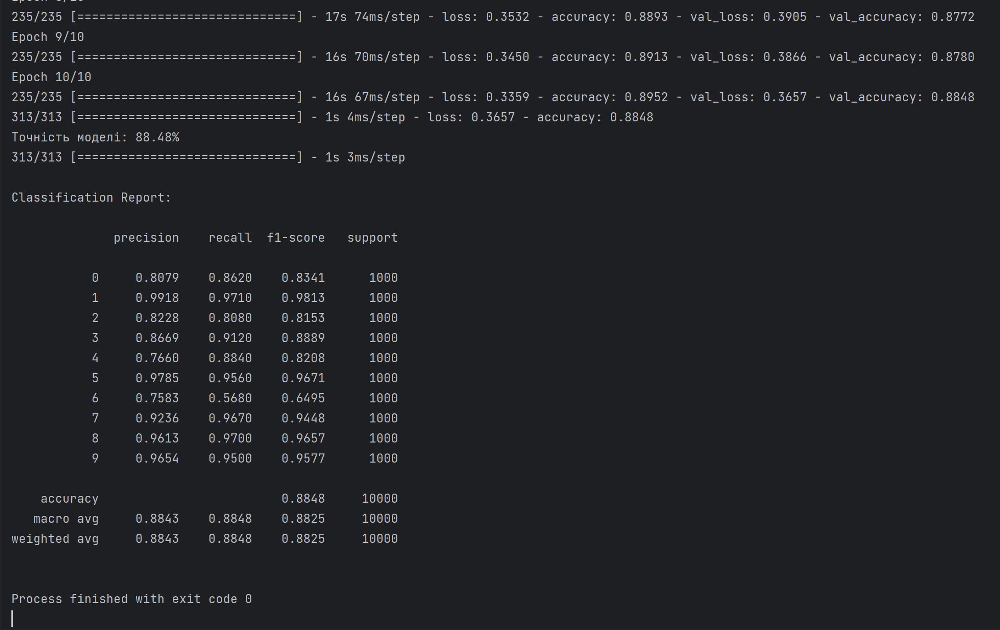 Epoch 8/10
235/235 [==============================] - 17s 74ms/step - loss: 0.3532 - accuracy: 0.8893 - val_loss: 0.3905 - val_accuracy: 0.8772
Epoch 9/10
235/235 [==============================] - 16s 70ms/step - loss: 0.3450 - accuracy: 0.8913 - val_loss: 0.3866 - val_accuracy: 0.8780
Epoch 10/10
235/235 [==============================] - 16s 67ms/step - loss: 0.3359 - accuracy: 0.8952 - val_loss: 0.3657 - val_accuracy: 0.8848
313/313 [==============================] - 1s 4ms/step - loss: 0.3657 - accuracy: 0.8848
Точність моделі: 88.48%
313/313 [==============================] - 1s 3ms/step
Classification Report:
precision recall f1-score support
0 0.8079 0.8620 0.8341 1000
1 0.9918 0.9710 0.9813 1000
2 0.8228 0.8080 0.8153 1000
3 0.8669 0.9120 0.8889 1000
4 0.7660 0.8840 0.8208 1000
5 0.9785 0.9560 0.9671 1000
6 0.7583 0.5680 0.6495 1000
7 0.9236 0.9670 0.9448 1000
8 0.9613 0.9700 0.9657 1000
9 0.9654 0.9500 0.9577 1000
accuracy 0.8848 10000
macro avg 0.8843 0.8848 0.8825 10000
weighted avg 0.8843 0.8848 0.8825 10000
Process finished with exit code 0